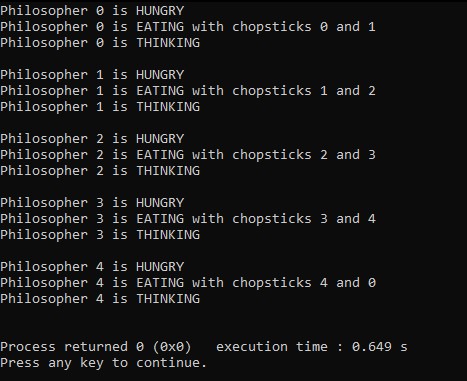 Philosopher 0 is HUNGRY
Philosopher 0 is EATING with chopsticks 0 and 1
Philosopher 0 is THINKING
Philosopher 1 is HUNGRY
Philosopher 1 is EATING with chopsticks 1 and 2
Philosopher 1 is THINKING
Philosopher 2 is HUNGRY
Philosopher 2 is EATING with chopsticks 2 and 3
Philosopher 2 is THINKING
Philosopher 3 is HUNGRY
Philosopher 3 is EATING with chopsticks 3 and 4
Philosopher 3 is THINKING
Philosopher 4 is HUNGRY
Philosopher 4 is EATING with chopsticks 4 and 0
Philosopher 4 is THINKING
Process returned 0 (0x0)   execution time : 0.649 s
Press any key to continue.